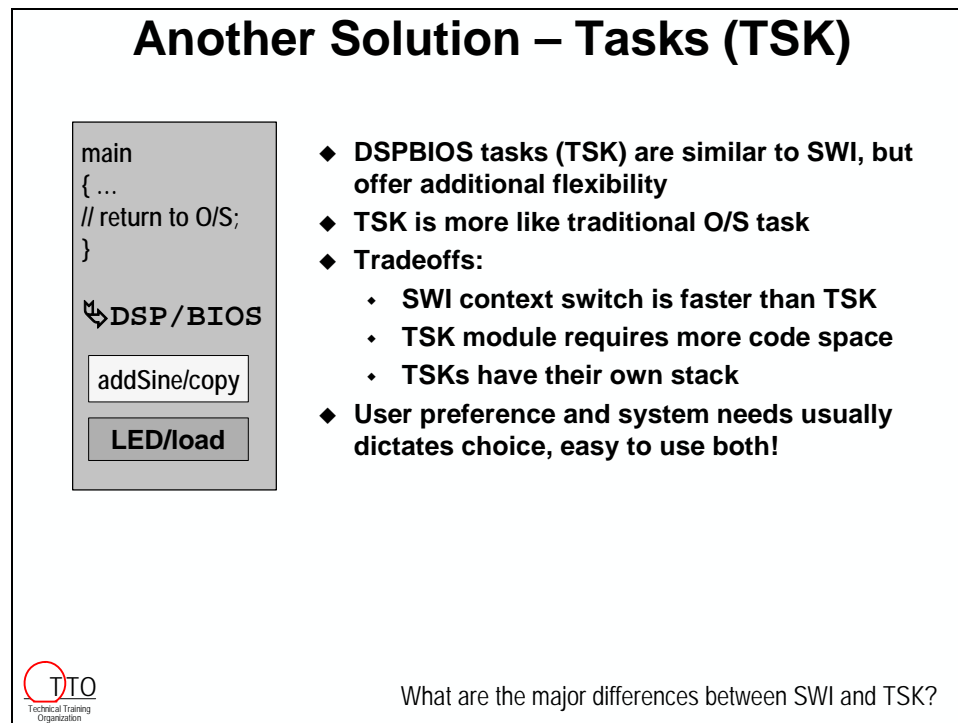 Another Solution – Tasks (TSK)
main
{ ...
// return to O/S;
}
DSP/BIOS
addSine/copy
LED/load
DSPBIOS tasks (TSK) are similar to SWI, but
offer additional flexibility
TSK is more like traditional O/S task
Tradeoffs:
SWI context switch is faster than TSK
TSK module requires more code space
TSKs have their own stack
User preference and system needs usually
dictates choice, easy to use both!
TTO
Technical Training
Organization
What are the major differences between SWI and TSK?